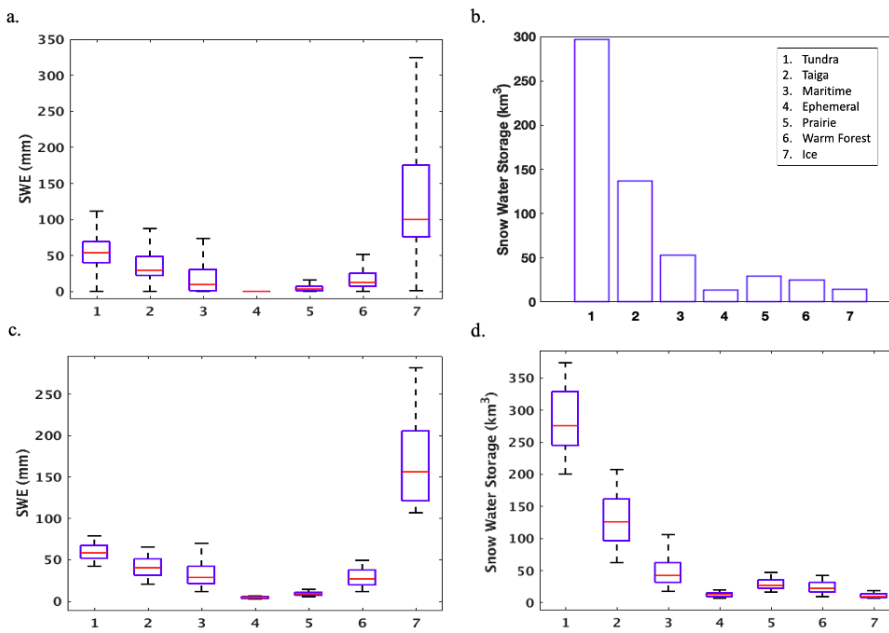 a.
350
300
250
200
150
100
50
0
SWE (mm)
1 2 3 4 5 6 7
b.
300
250
200
150
100
50
0
Snow Water Storage (km³)
1. Tundra
2. Taiga
3. Maritime
4. Ephemeral
5. Prairie
6. Warm Forest
7. Ice
1 2 3 4 5 6 7
c.
250
200
150
100
50
0
SWE (mm)
1 2 3 4 5 6 7
d.
350
300
250
200
150
100
50
0
Snow Water Storage (km³)
1 2 3 4 5 6 7